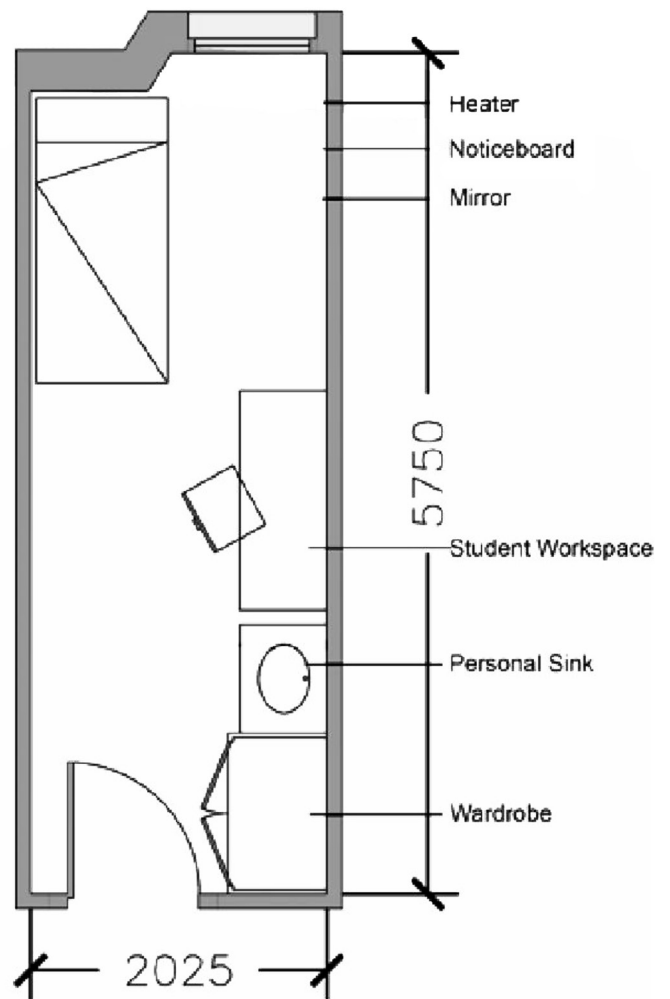 Heater
Noticeboard
Mirror
5750
Student Workspace
Personal Sink
Wardrobe
2025